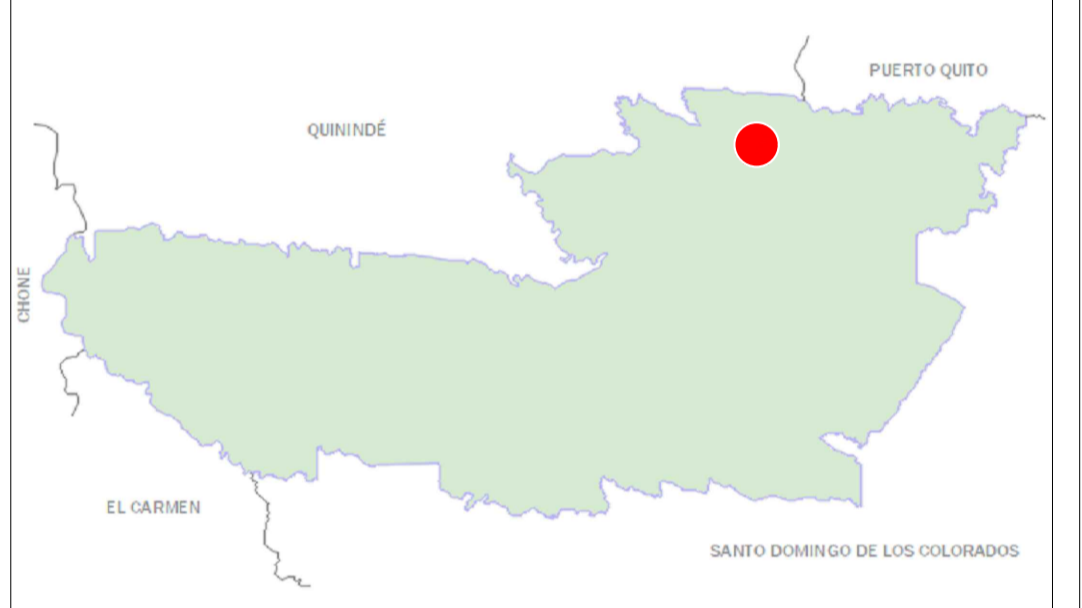 PUERTO QUITO
QUININDÉ
CHONE
EL CARMEN
SANTO DOMINGO DE LOS COLORADOS